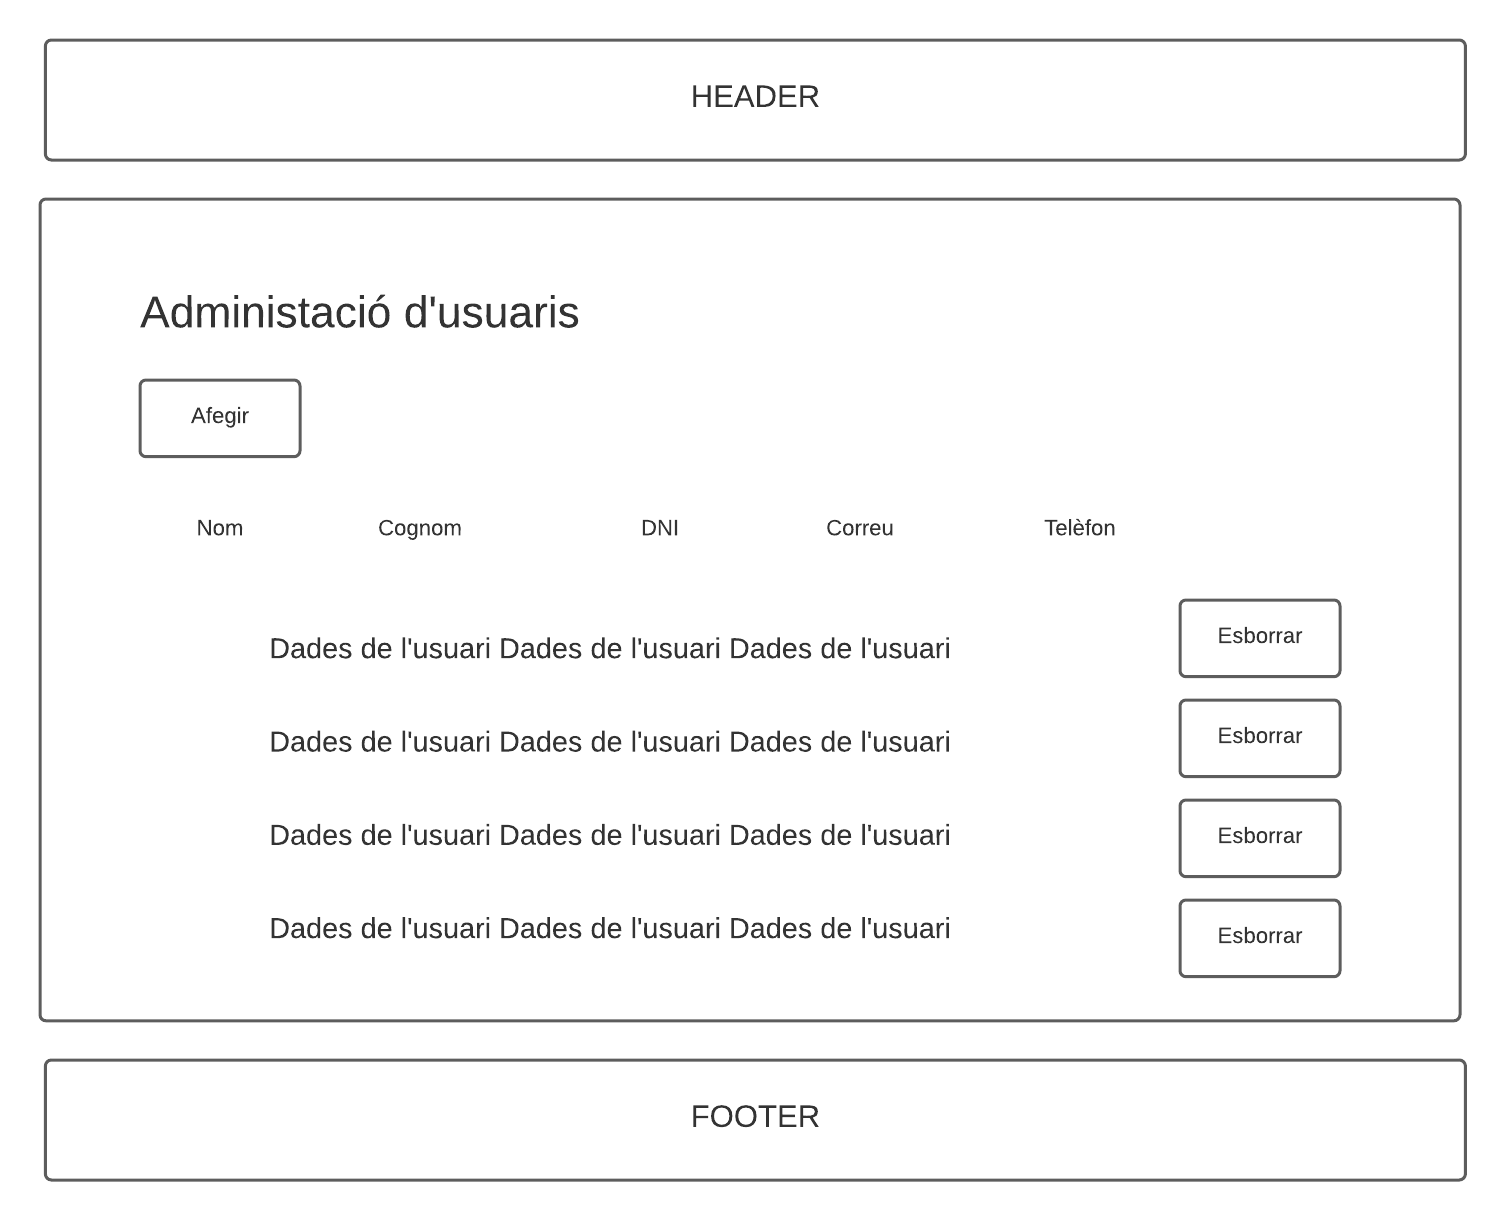 HEADER
Administació d'usuaris
Afegir
Nom Cognom DNI Correu Telèfon
Dades de l'usuari Dades de l'usuari Dades de l'usuari Esborrar
Dades de l'usuari Dades de l'usuari Dades de l'usuari Esborrar
Dades de l'usuari Dades de l'usuari Dades de l'usuari Esborrar
Dades de l'usuari Dades de l'usuari Dades de l'usuari Esborrar
FOOTER